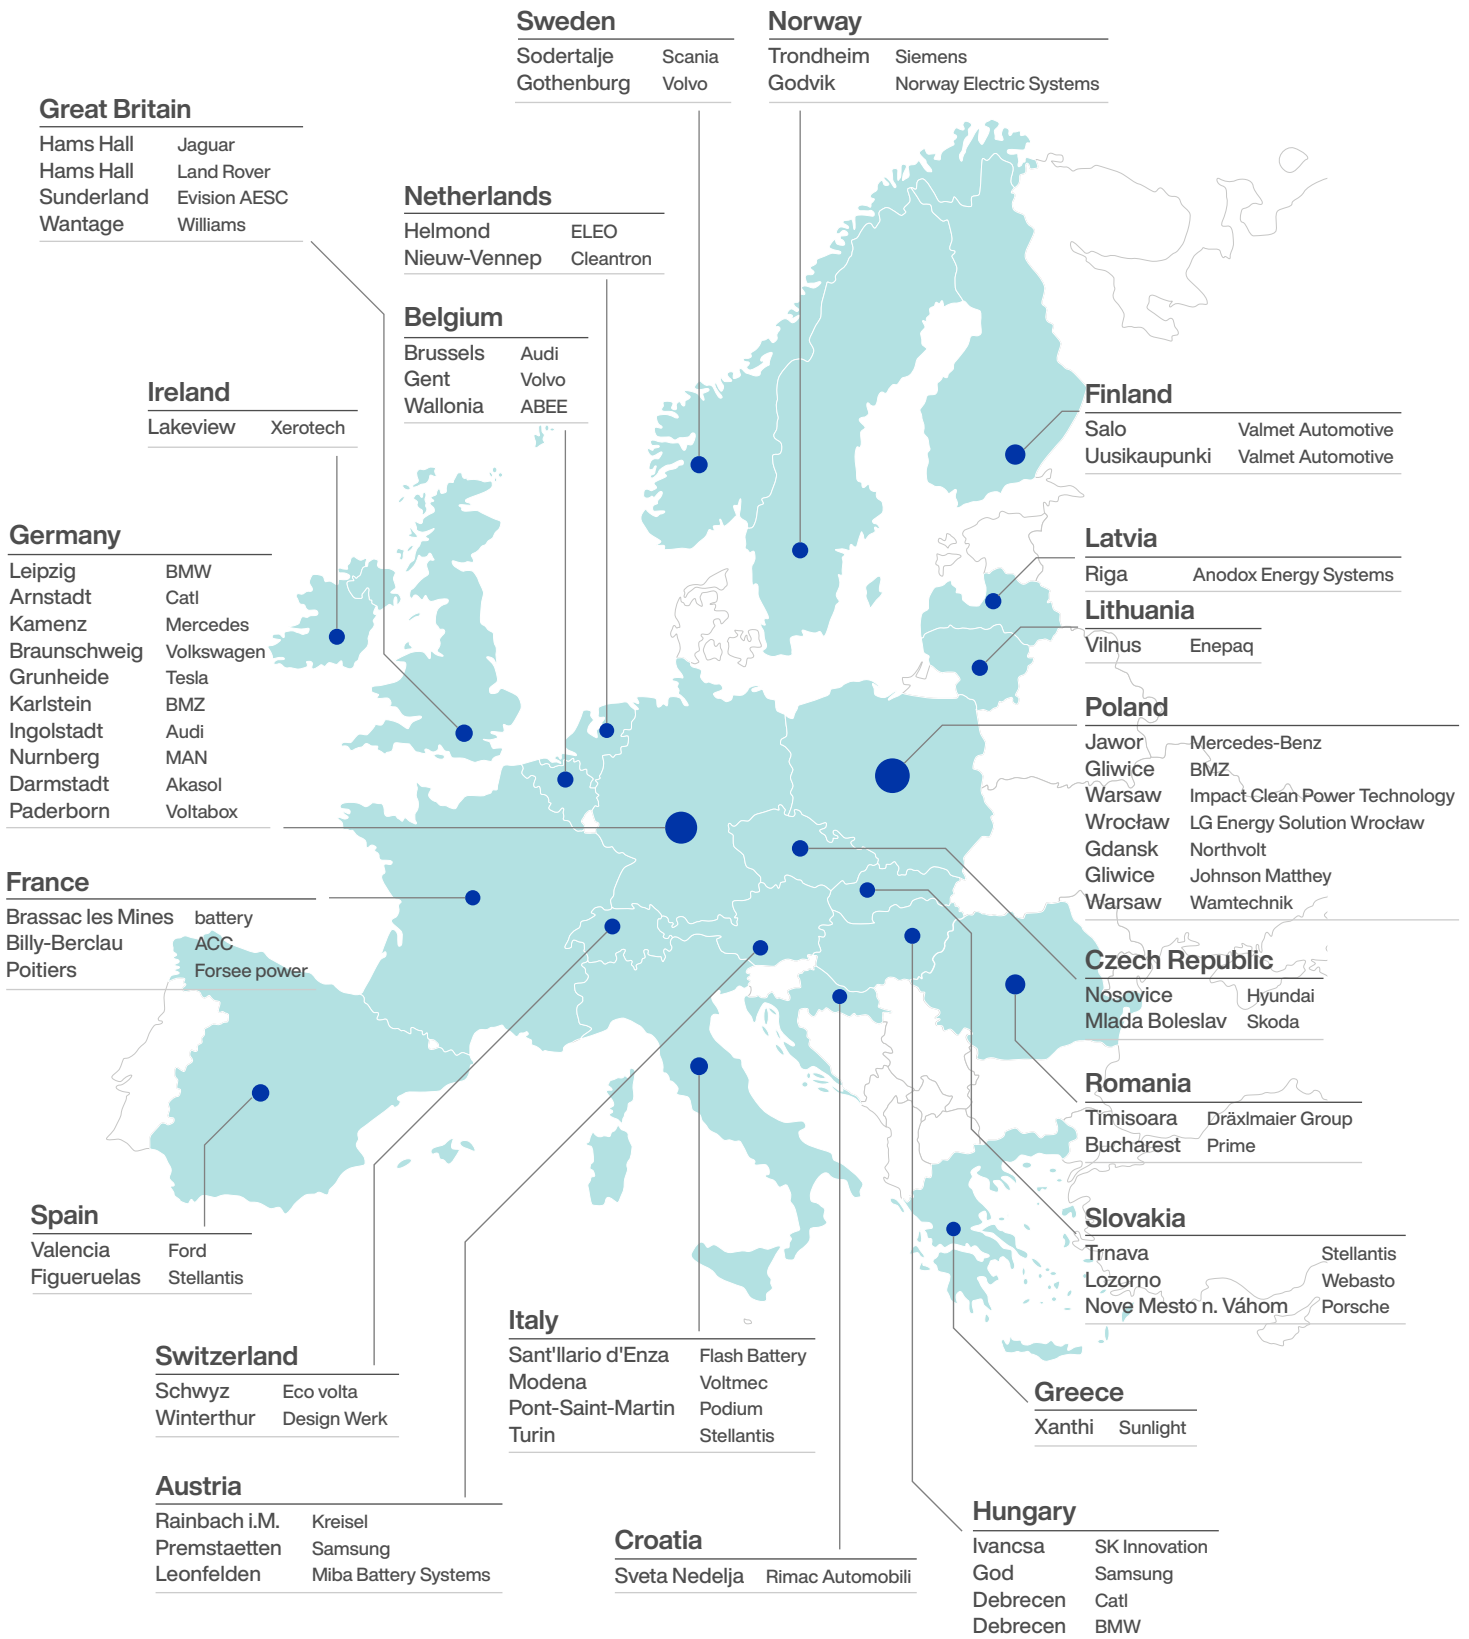 Sweden
Sodertalje Scania
Gothenburg Volvo
Norway
Trondheim Siemens
Godvik Norway Electric Systems
Great Britain
Hams Hall Jaguar
Hams Hall Land Rover
Sunderland Evision AESC
Wantage Williams
Netherlands
Helmond ELEO
Nieuw-Vennep Cleantron
Belgium
Brussels Audi
Gent Volvo
Wallonia ABEE
Ireland
Lakeview Xerotech
Finland
Salo Valmet Automotive
Uusikaupunki Valmet Automotive
Germany
Leipzig BMW
Arnstadt Catl
Kamenz Mercedes
Braunschweig Volkswagen
Grunheide Tesla
Karlstein BMZ
Ingolstadt Audi
Nurnberg MAN
Darmstadt Akasol
Paderborn Voltabox
Latvia
Riga Anodox Energy Systems
Lithuania
Vilnus Enepaq
Poland
Jawor Mercedes-Benz
Gliwice BMZ
Warsaw Impact Clean Power Technology
Wrocław LG Energy Solution Wrocław
Gdansk Northvolt
Gliwice Johnson Matthey
Warsaw Wamtechnik
France
Brassac les Mines battery
Billy-Berclau ACC
Poitiers Forsee power
Czech Republic
Nosovice Hyundai
Mlada Boleslav Skoda
Romania
Timisoara Dräxlmaier Group
Bucharest Prime
Spain
Valencia Ford
Figueruelas Stellantis
Slovakia
Trnava Stellantis
Lozorno Webasto
Nove Mesto n. Váhom Porsche
Switzerland
Schwyz Eco volta
Winterthur Design Werk
Italy
Sant'Ilario d'Enza Flash Battery
Modena Voltmec
Pont-Saint-Martin Podium
Turin Stellantis
Greece
Xanthi Sunlight
Austria
Rainbach i.M. Kreisel
Premstaetten Samsung
Leonfelden Miba Battery Systems
Croatia
Sveta Nedelja Rimac Automobili
Hungary
Ivancsa SK Innovation
God Samsung
Debrecen Catl
Debrecen BMW